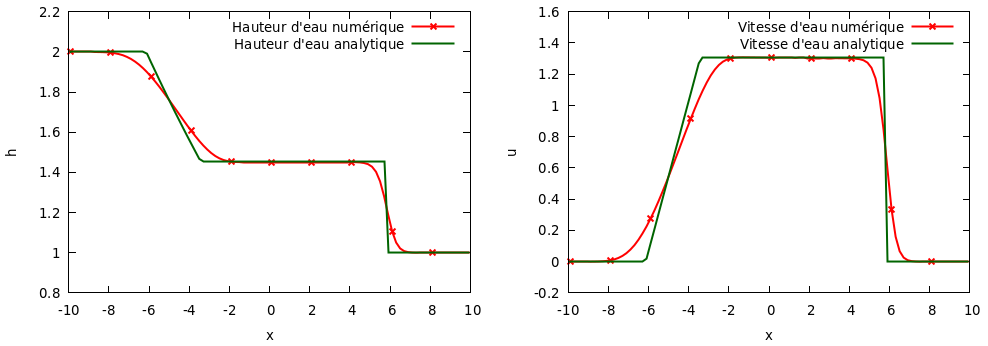 2.2
2
1.8
1.6
1.4
1.2
1
0.8
-10 -8 -6 -4 -2 0 2 4 6 8 10
h
x
Hauteur d'eau numérique
Hauteur d'eau analytique
1.6
1.4
1.2
1
0.8
0.6
0.4
0.2
0
-0.2
-10 -8 -6 -4 -2 0 2 4 6 8 10
u
x
Vitesse d'eau numérique
Vitesse d'eau analytique